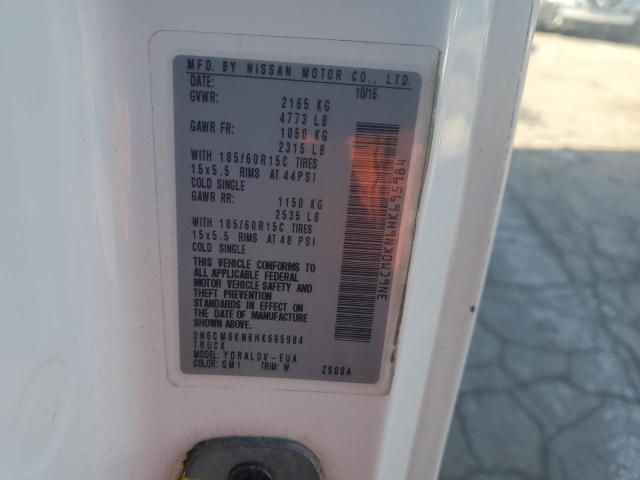 MFD. BY NISSAN MOTOR CO., LTD.
DATE: 10/16
GVWR: 2165 KG
4773 LB
GAWR FR: 1050 KG
2315 LB
WITH 185/60R15C TIRES
15x5.5 RIMS AT 44PSI
COLD SINGLE
GAWR RR: 1150 KG
2535 LB
WITH 185/60R15C TIRES
15x5.5 RIMS AT 48 PSI
COLD SINGLE
THIS VEHICLE CONFORMS TO
ALL APPLICABLE FEDERAL
MOTOR VEHICLE SAFETY AND
THEFT PREVENTION
STANDARDS IN EFFECT ON
THE DATE OF MANUFACTURE
SHOWN ABOVE.
3N6CM0KN6HK695984
TRUCK
MODEL: YDRALDV-EUA
COLOR: QM1 TRIM: W 2S00A
3N6CM0KN6HK695984